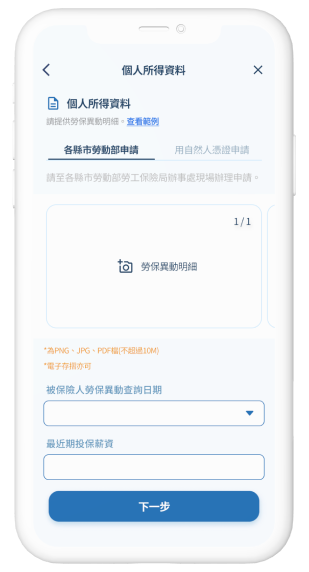 個人所得資料
個人所得資料
請提供勞保異動明細。查看範例
各縣市勞動部申請
用自然人憑證申請
請至各縣市勞動部勞工保險局辦事處現場辦理申請。
1/1
勞保異動明細
*為PNG、JPG、PDF檔(不超過10M)
*電子存摺亦可
被保險人勞保異動查詢日期
最近期投保薪資
下一步